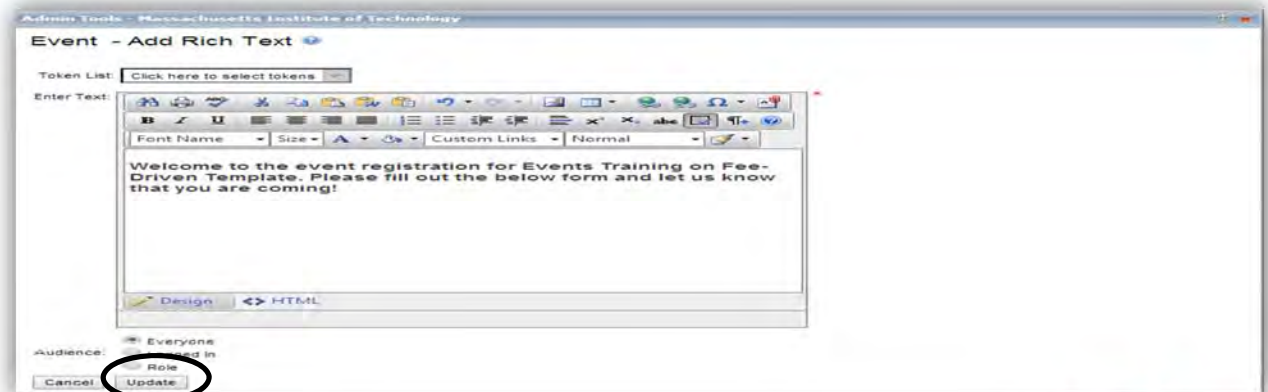 Admin Tools - Massachusetts Institute of Technology
Event - Add Rich Text
Token List: Click here to select tokens
Enter Text:
B I U abc
Font Name Size A Custom Links Normal
Welcome to the event registration for Events Training on Fee-
Driven Template. Please fill out the below form and let us know
that you are coming!
Design <> HTML
Everyone
Audience: Logged In
Role
Cancel Update